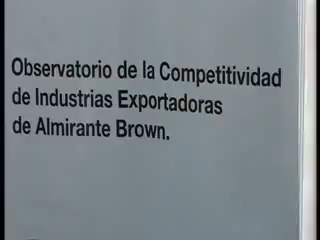 Observatorio de la Competitividad
de Industrias Exportadoras
de Almirante Brown.